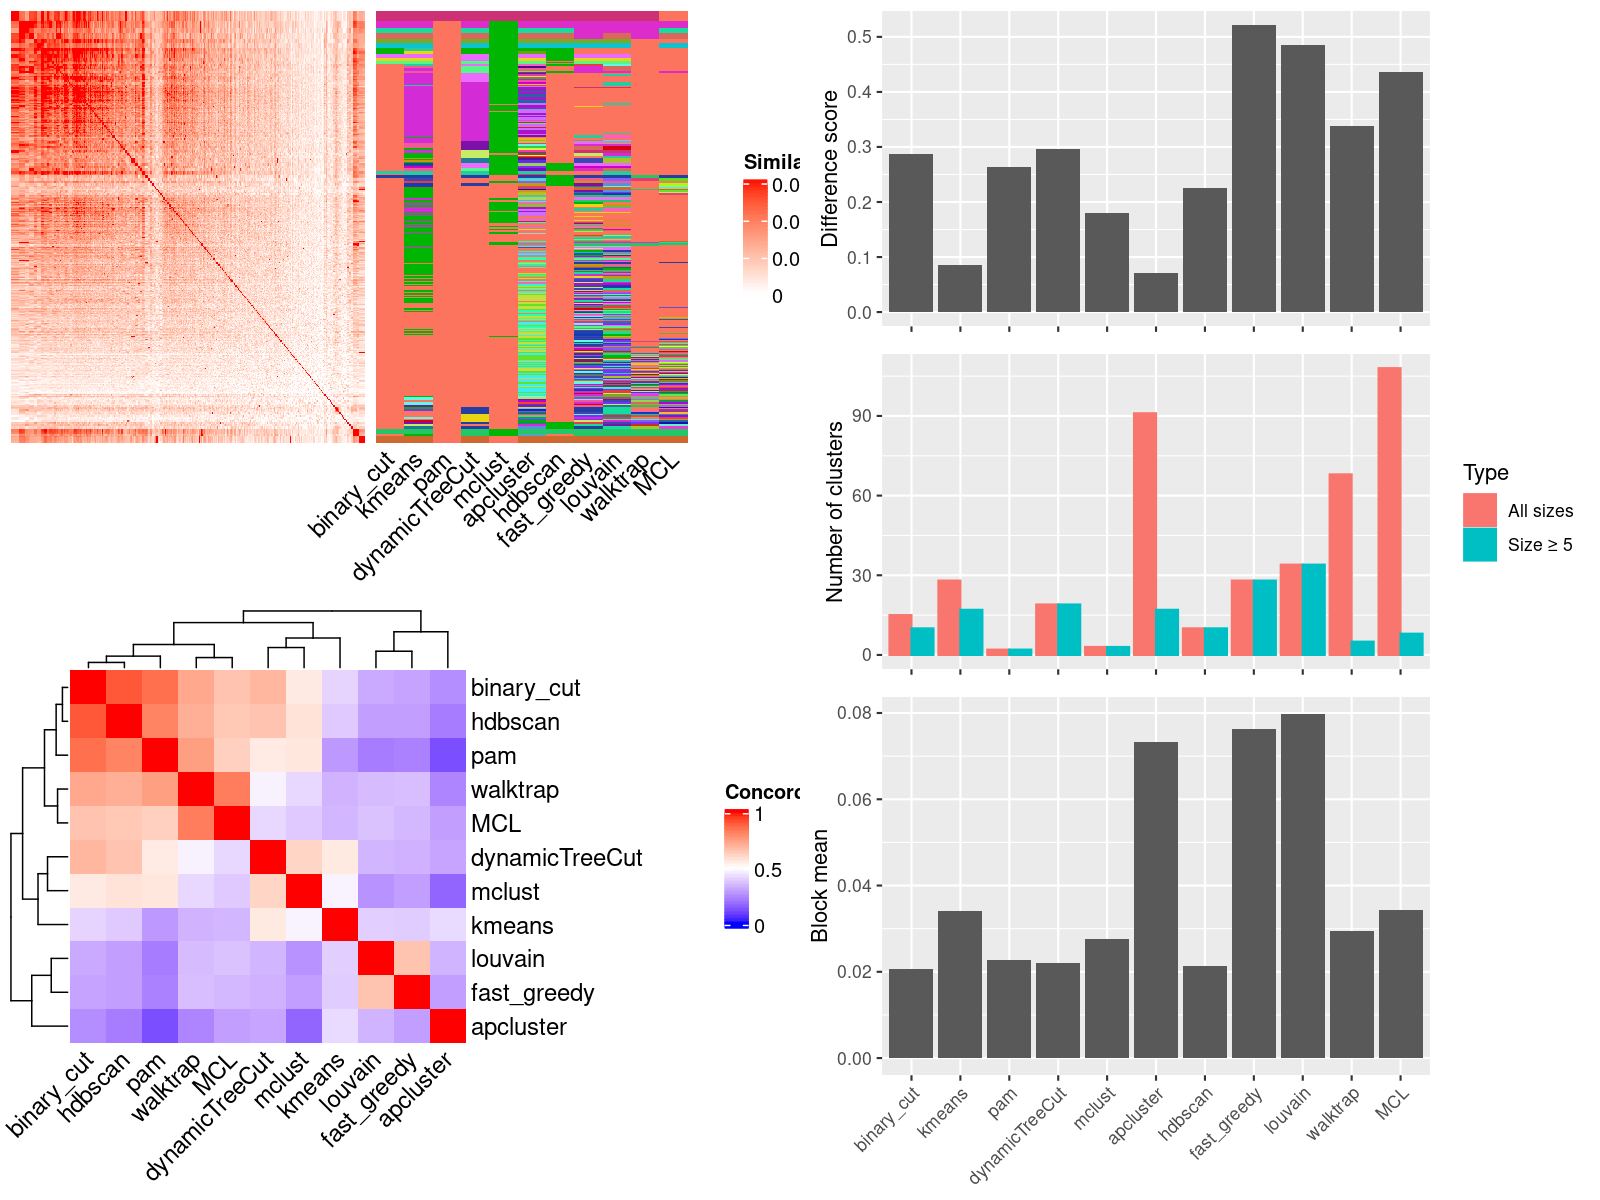 Simila
0.0
0.0
0.0
0
binary_cut
kmeans
pam
dynamicTreeCut
mclust
apcluster
hdbscan
fast_greedy
louvain
walktrap
MCL
binary_cut
hdbscan
pam
walktrap
MCL
dynamicTreeCut
mclust
kmeans
louvain
fast_greedy
apcluster
binary_cut
hdbscan
pam
walktrap
MCL
dynamicTreeCut
mclust
kmeans
louvain
fast_greedy
apcluster
Concord
1
0.5
0
Difference score
0.5
0.4
0.3
0.2
0.1
0.0
Number of clusters
90
60
30
0
Type
All sizes
Size ≥ 5
Block mean
0.08
0.06
0.04
0.02
0.00
binary_cut
kmeans
pam
dynamicTreeCut
mclust
apcluster
hdbscan
fast_greedy
louvain
walktrap
MCL